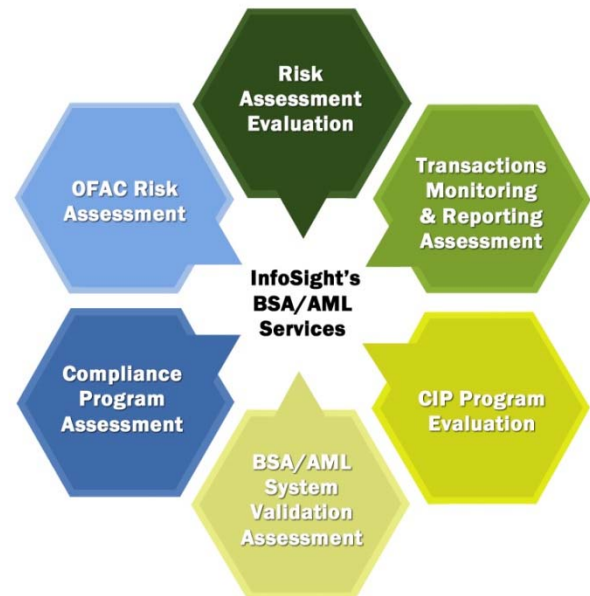 Risk
Assessment
Evaluation
Transactions
Monitoring
& Reporting
Assessment
CIP Program
Evaluation
BSA/AML
System
Validation
Assessment
Compliance
Program
Assessment
OFAC Risk
Assessment
InfoSight's
BSA/AML
Services